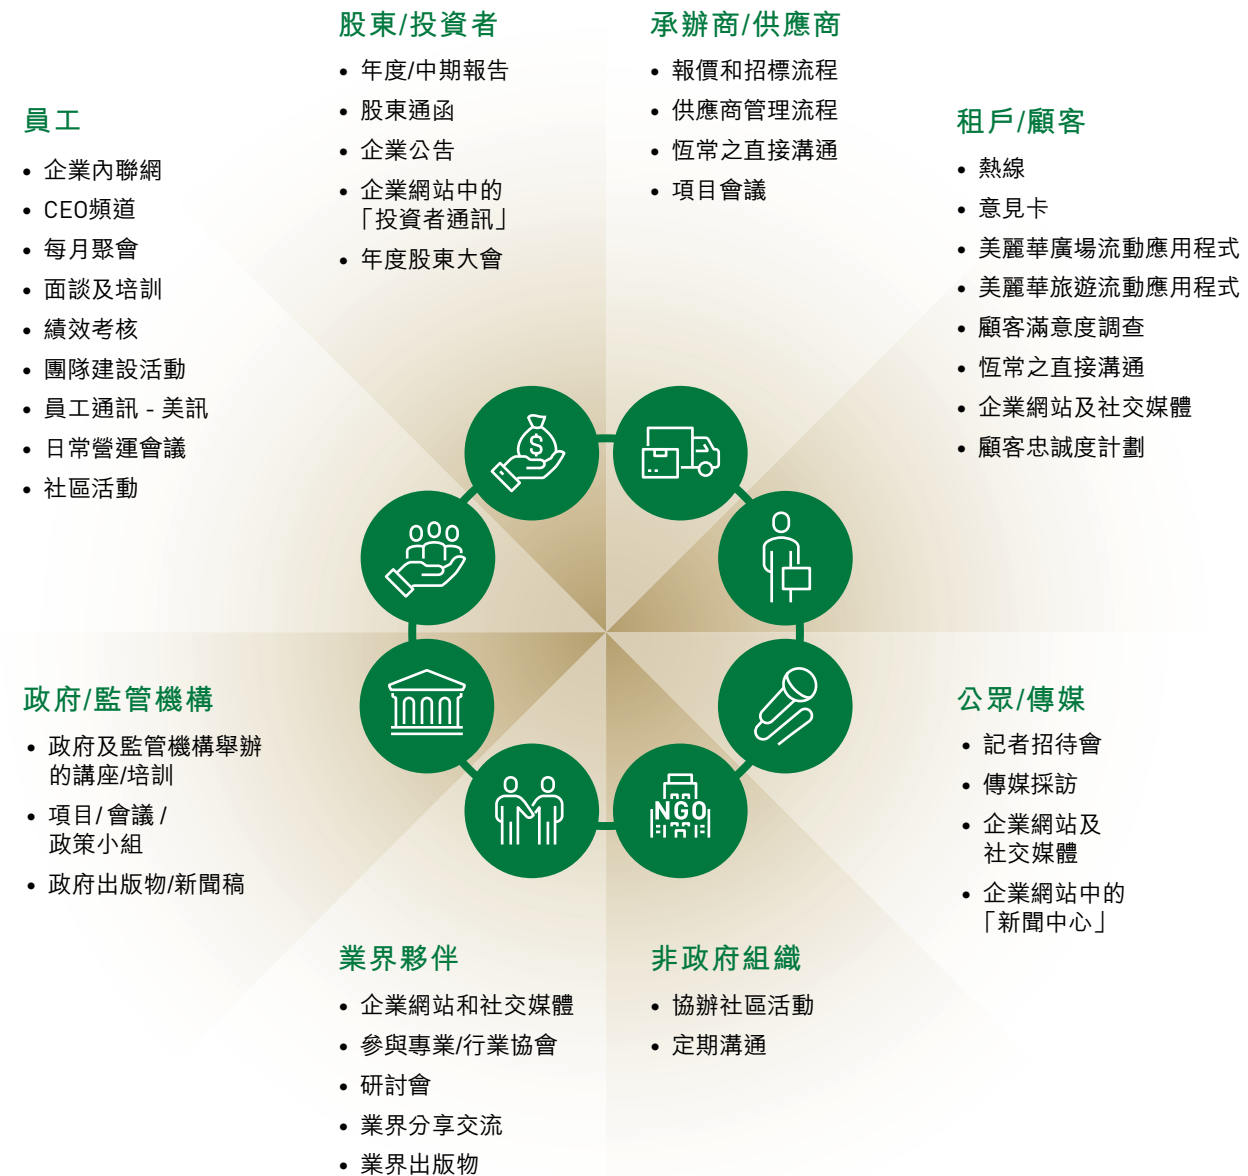 股東/投資者
• 年度/中期報告
• 股東通函
• 企業公告
• 企業網站中的
「投資者通訊」
• 年度股東大會
承辦商/供應商
• 報價和招標流程
• 供應商管理流程
• 恆常之直接溝通
• 項目會議
員工
• 企業內聯網
• CEO頻道
• 每月聚會
• 面談及培訓
• 績效考核
• 團隊建設活動
• 員工通訊 - 美訊
• 日常營運會議
• 社區活動
租戶/顧客
• 熱線
• 意見卡
• 美麗華廣場流動應用程式
• 美麗華旅遊流動應用程式
• 顧客滿意度調查
• 恆常之直接溝通
• 企業網站及社交媒體
• 顧客忠誠度計劃
$
NGO
政府/監管機構
• 政府及監管機構舉辦
的講座/培訓
• 項目/ 會議 /
政策小組
• 政府出版物/新聞稿
公眾/傳媒
• 記者招待會
• 傳媒採訪
• 企業網站及
社交媒體
• 企業網站中的
「新聞中心」
業界夥伴
• 企業網站和社交媒體
• 參與專業/行業協會
• 研討會
• 業界分享交流
• 業界出版物
非政府組織
• 協辦社區活動
• 定期溝通